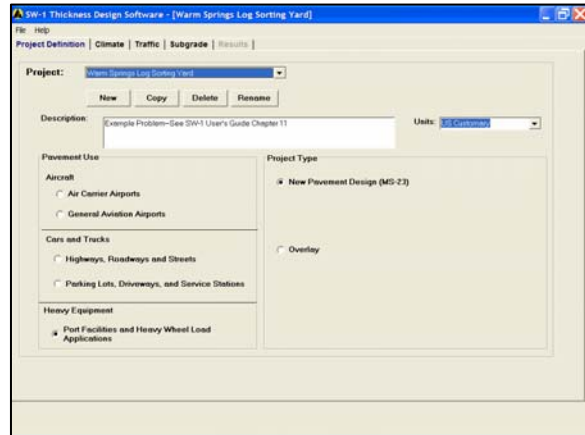 SW-1 Thickness Design Software - [Warm Springs Log Sorting Yard]
File Help
Project Definition | Climate | Traffic | Subgrade | Results |
Project: Warm Springs Log Sorting Yard
New Copy Delete Rename
Description: Example Problem--See SW-1 User's Guide Chapter 11 Units: US Customary
Pavement Use Project Type
Aircraft
Air Carrier Airports New Pavement Design (MS-23)
General Aviation Airports
Cars and Trucks
Highways, Roadways and Streets Overlay
Parking Lots, Driveways, and Service Stations
Heavy Equipment
Port Facilities and Heavy Wheel Load
Applications